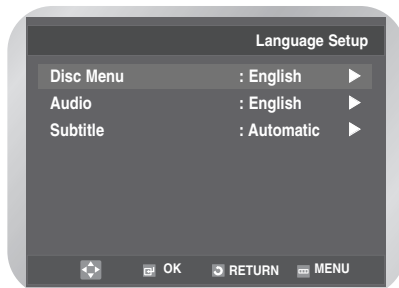 Language Setup
Disc Menu : English
Audio : English
Subtitle : Automatic
OK RETURN MENU